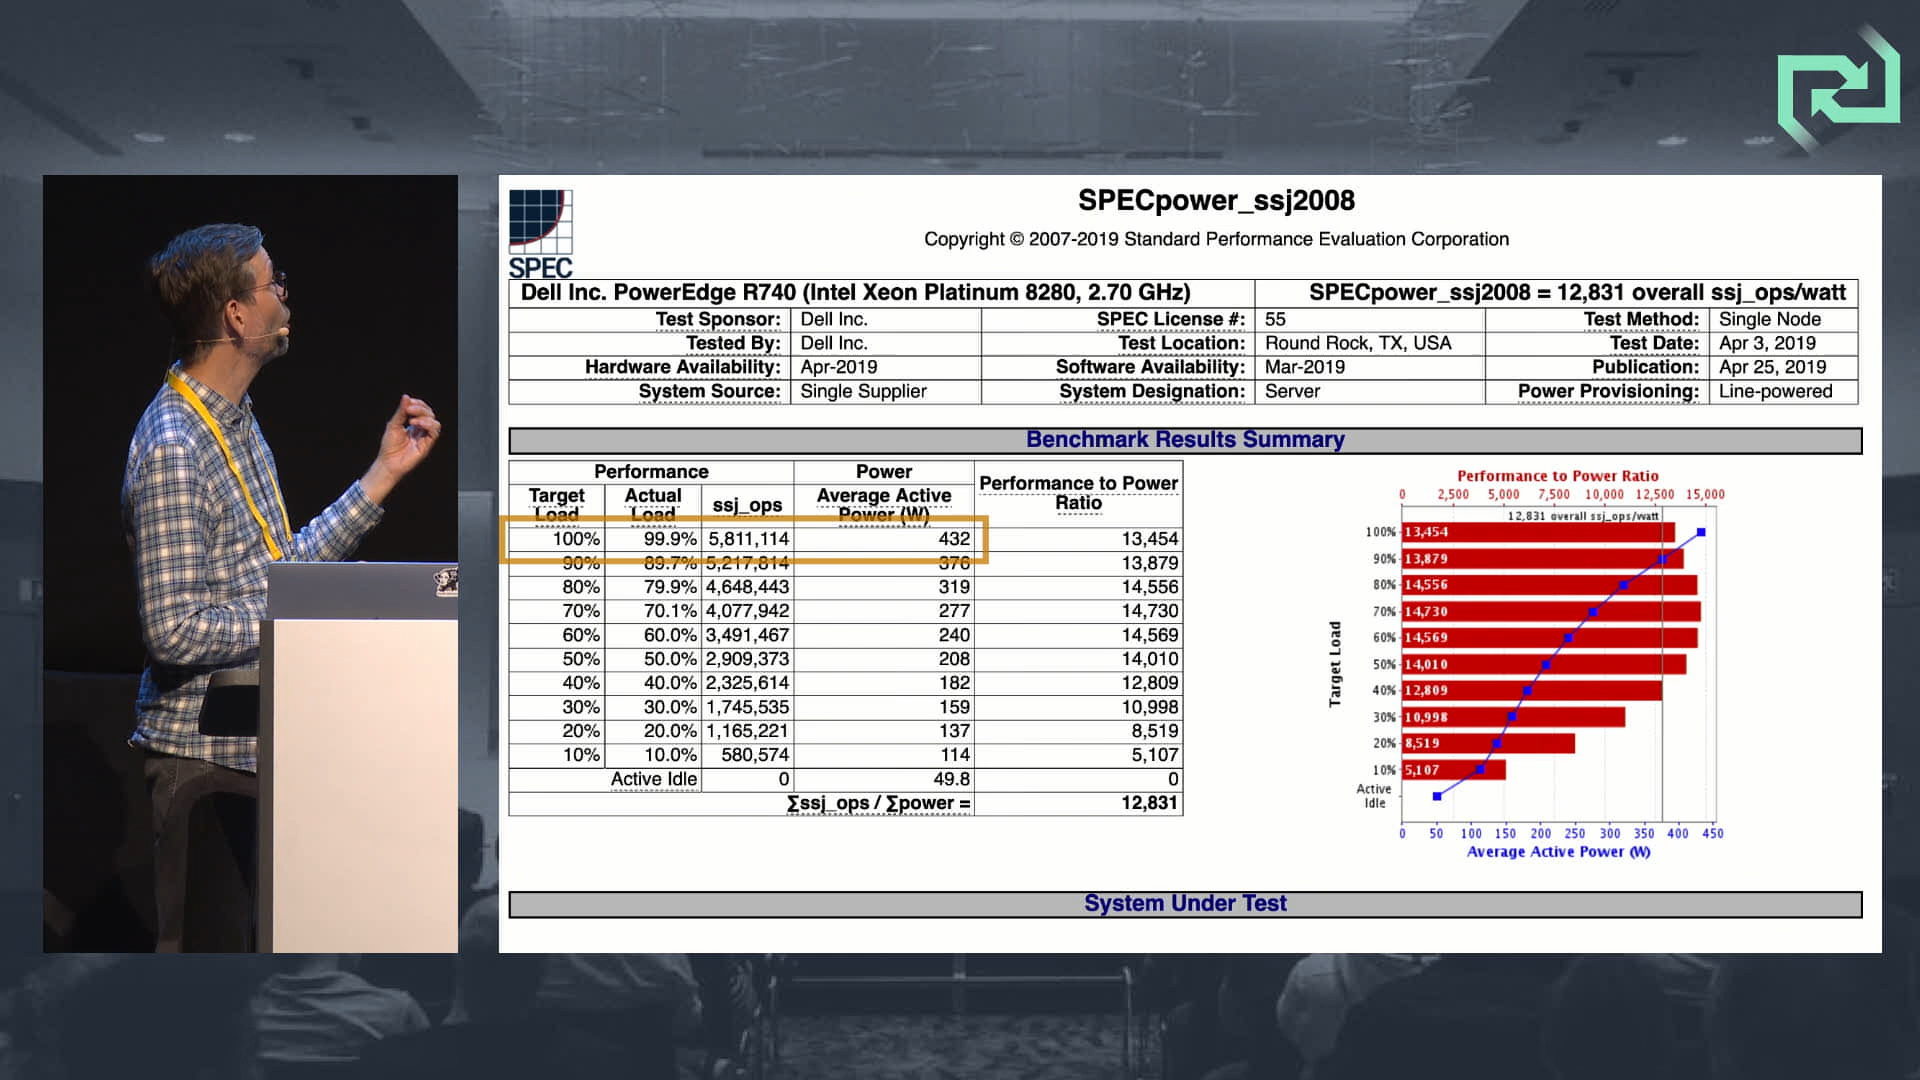 SPEC
SPECpower_ssj2008
Copyright © 2007-2019 Standard Performance Evaluation Corporation
Dell Inc. PowerEdge R740 (Intel Xeon Platinum 8280, 2.70 GHz) SPECpower_ssj2008 = 12,831 overall ssj_ops/watt
Test Sponsor: Dell Inc. SPEC License #: 55 Test Method: Single Node
Tested By: Dell Inc. Test Location: Round Rock, TX, USA Test Date: Apr 3, 2019
Hardware Availability: Apr-2019 Software Availability: Mar-2019 Publication: Apr 25, 2019
System Source: Single Supplier System Designation: Server Power Provisioning: Line-powered
Benchmark Results Summary
Performance Power Performance to Power Ratio
Target Load Actual Load ssj_ops Average Active Power (W)
100% 99.9% 5,811,114 432 13,454
90% 89.7% 5,217,814 376 13,879
80% 79.9% 4,648,443 319 14,556
70% 70.1% 4,077,942 277 14,730
60% 60.0% 3,491,467 240 14,569
50% 50.0% 2,909,373 208 14,010
40% 40.0% 2,325,614 182 12,809
30% 30.0% 1,745,535 159 10,998
20% 20.0% 1,165,221 137 8,519
10% 10.0% 580,574 114 5,107
Active Idle 0 49.8 0
∑ssj_ops / ∑power = 12,831
Performance to Power Ratio
0 2,500 5,000 7,500 10,000 12,500 15,000
12,831 overall ssj_ops/watt
100% 13,454
90% 13,879
80% 14,556
70% 14,730
60% 14,569
50% 14,010
40% 12,809
30% 10,998
20% 8,519
10% 5,107
Active
Idle
Target Load
0 50 100 150 200 250 300 350 400 450
Average Active Power (W)
System Under Test